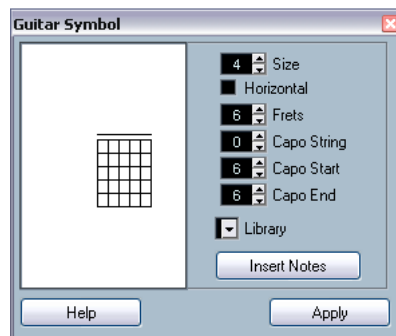 Guitar Symbol
4 Size
Horizontal
6 Frets
0 Capo String
6 Capo Start
6 Capo End
Library
Insert Notes
Help Apply